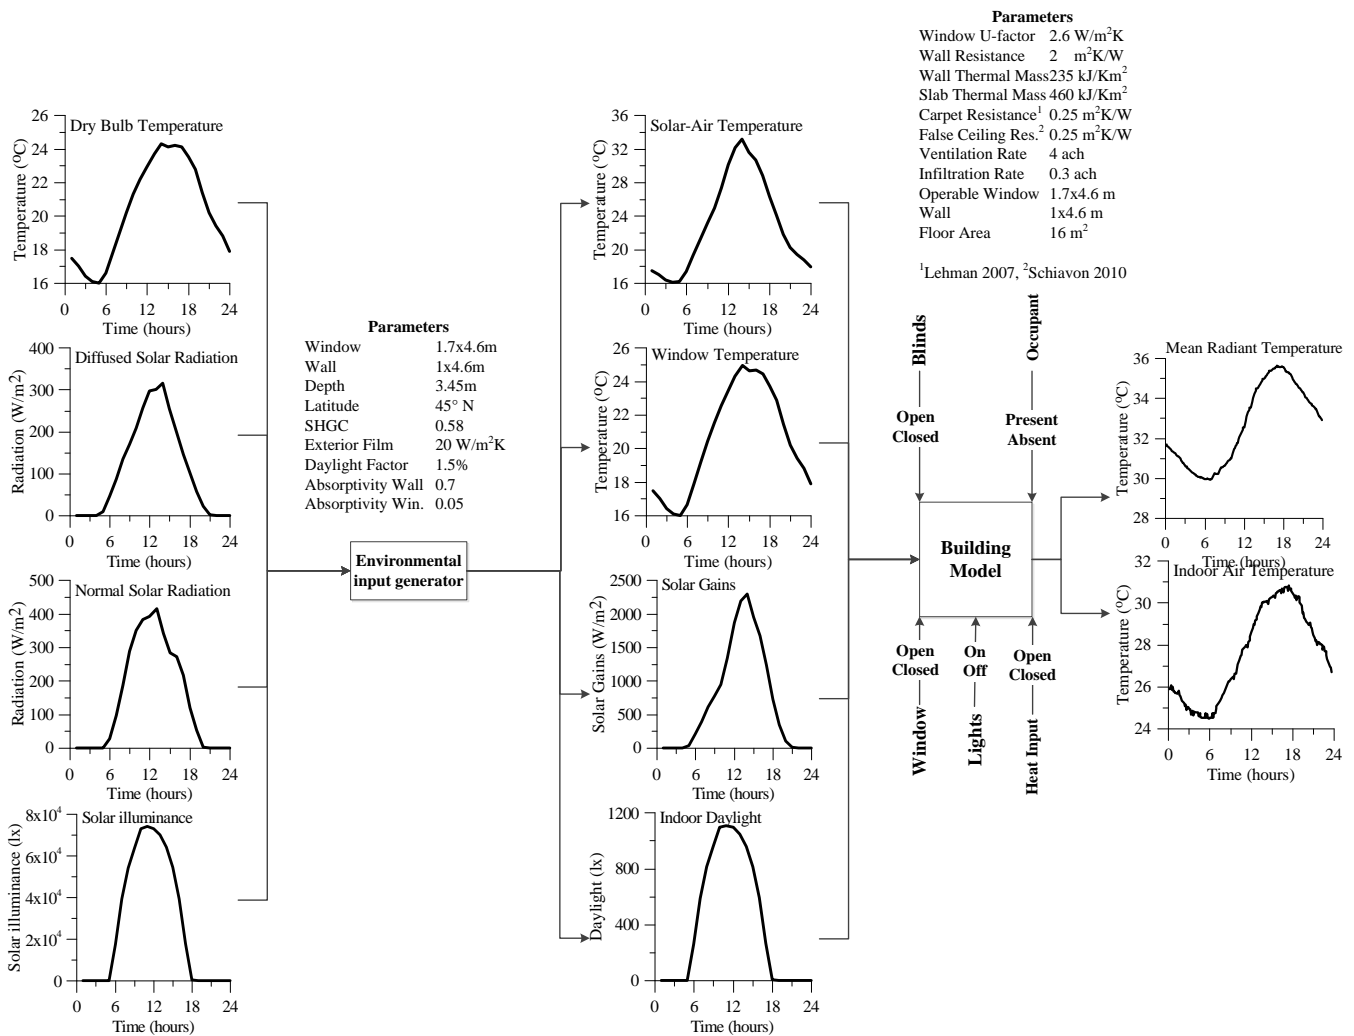 Parameters
Window U-factor 2.6 W/m²K
Wall Resistance 2 m²K/W
Wall Thermal Mass 235 kJ/Km²
Slab Thermal Mass 460 kJ/Km²
Carpet Resistance¹ 0.25 m²K/W
False Ceiling Res.² 0.25 m²K/W
Ventilation Rate 4 ach
Infiltration Rate 0.3 ach
Operable Window 1.7x4.6 m
Wall 1x4.6 m
Floor Area 16 m²
¹Lehman 2007, ²Schiavon 2010
Dry Bulb Temperature
Temperature (°C)
26
24
22
20
18
16
0 6 12 18 24
Time (hours)
Diffused Solar Radiation
Radiation (W/m2)
400
300
200
100
0
0 6 12 18 24
Time (hours)
Normal Solar Radiation
Radiation (W/m2)
500
400
300
200
100
0
0 6 12 18 24
Time (hours)
Solar illuminance
Solar illuminance (lx)
8x10⁴
6x10⁴
4x10⁴
2x10⁴
0
0 6 12 18 24
Time (hours)
Parameters
Window 1.7x4.6m
Wall 1x4.6m
Depth 3.45m
Latitude 45° N
SHGC 0.58
Exterior Film 20 W/m²K
Daylight Factor 1.5%
Absorptivity Wall 0.7
Absorptivity Win. 0.05
Environmental
input generator
Solar-Air Temperature
Temperature (°C)
36
32
28
24
20
16
0 6 12 18 24
Time (hours)
Window Temperature
Temperature (°C)
26
24
22
20
18
16
0 6 12 18 24
Time (hours)
Solar Gains
Solar Gains (W/m2)
2500
2000
1500
1000
500
0
0 6 12 18 24
Time (hours)
Indoor Daylight
Daylight (lx)
1200
800
400
0
0 6 12 18 24
Time (hours)
Blinds
Open
Closed
Occupant
Present
Absent
Building
Model
Open
Closed
Window
On
Off
Lights
Open
Closed
Heat Input
Mean Radiant Temperature
Temperature (°C)
36
34
32
30
28
0 6 12 18 24
Time (hours)
Indoor Air Temperature
Temperature (°C)
32
30
28
26
24
0 6 12 18 24
Time (hours)